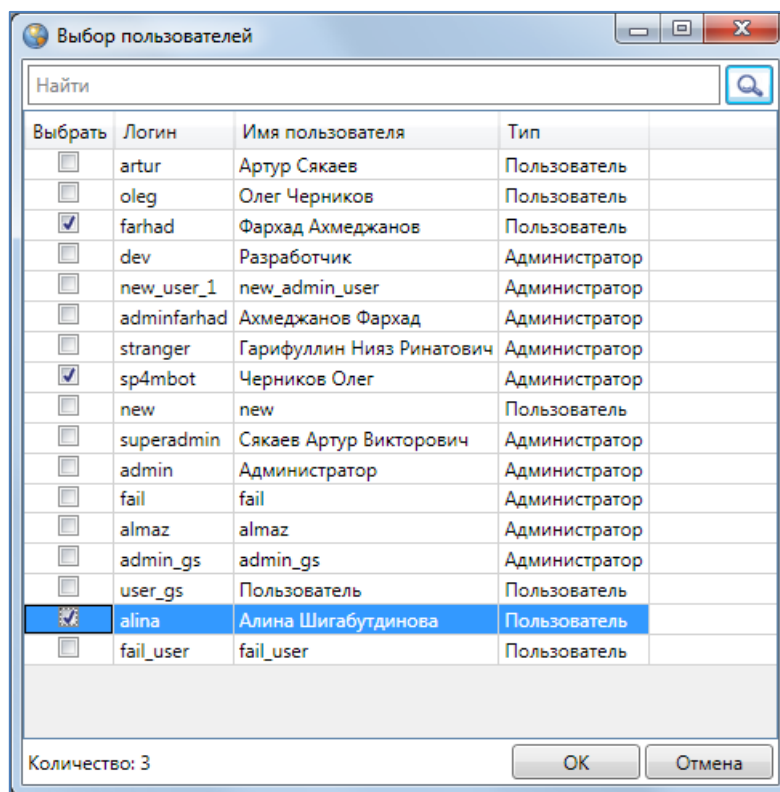 Выбор пользователей
Найти
Выбрать Логин Имя пользователя Тип
artur Артур Сякаев Пользователь
oleg Олег Черников Пользователь
farhad Фархад Ахмеджанов Пользователь
dev Разработчик Администратор
new_user_1 new_admin_user Администратор
adminfarhad Ахмеджанов Фархад Администратор
stranger Гарифуллин Нияз Ринатович Администратор
sp4mbot Черников Олег Администратор
new new Пользователь
superadmin Сякаев Артур Викторович Администратор
admin Администратор Администратор
fail fail Администратор
almaz almaz Администратор
admin_gs admin_gs Администратор
user_gs Пользователь Пользователь
alina Алина Шигабутдинова Пользователь
fail_user fail_user Пользователь
Количество: 3 ОК Отмена